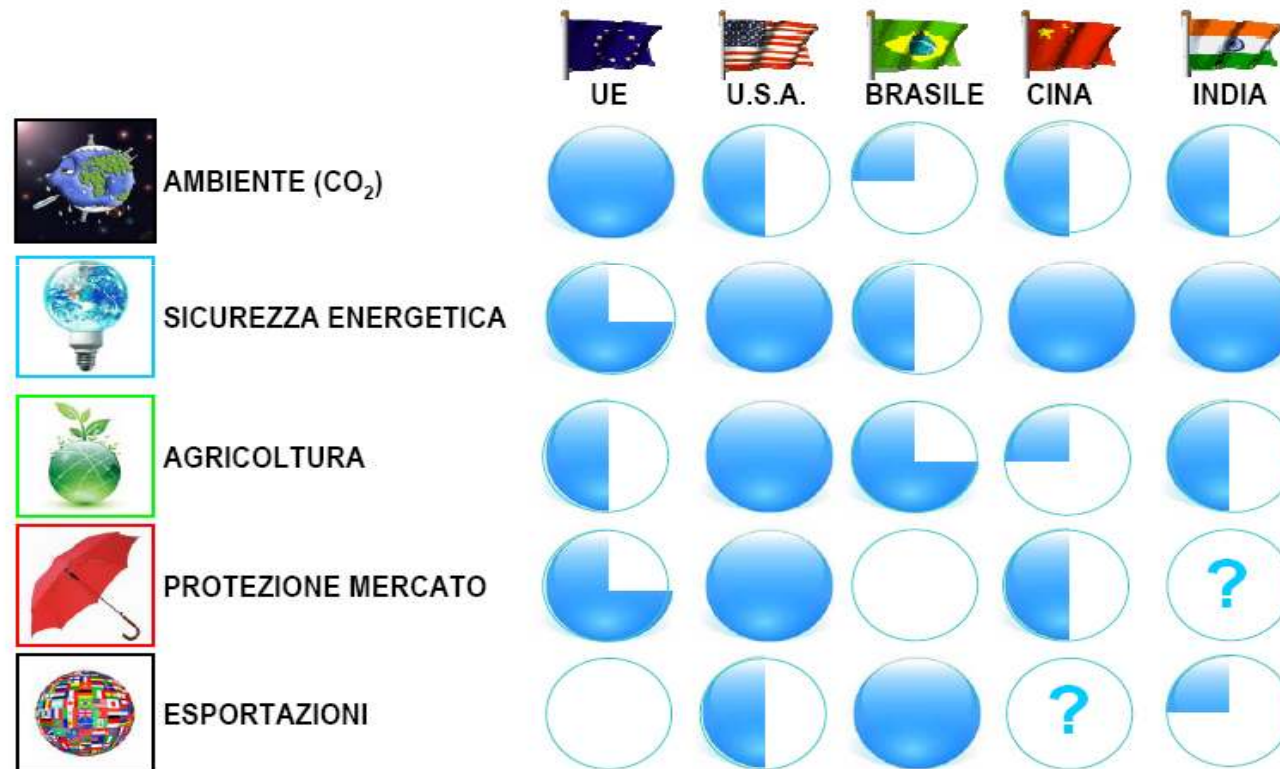 UE U.S.A. BRASILE CINA INDIA
AMBIENTE (CO₂)
SICUREZZA ENERGETICA
AGRICOLTURA
PROTEZIONE MERCATO ?
ESPORTAZIONI ?